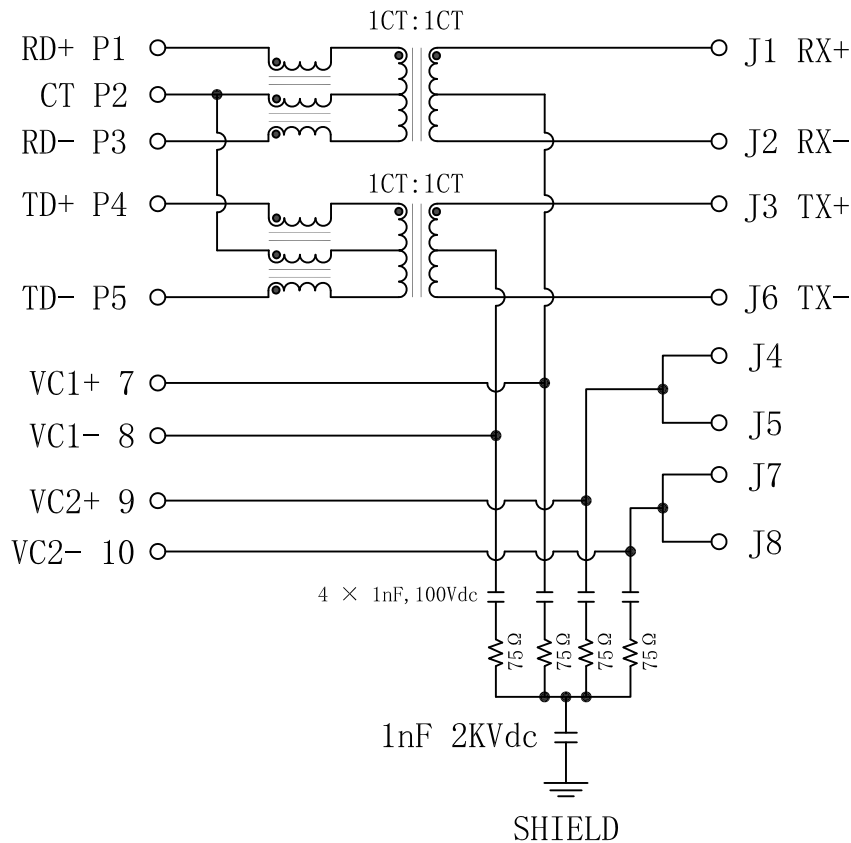 1CT:1CT
RD+ P1
J1 RX+
CT P2
RD- P3
J2 RX-
1CT:1CT
TD+ P4
J3 TX+
TD- P5
J6 TX-
J4
VC1+ 7
J5
VC1- 8
J7
VC2+ 9
J8
VC2- 10
4 × 1nF,100Vdc
75Ω
75Ω
75Ω
75Ω
1nF 2KVdc
SHIELD